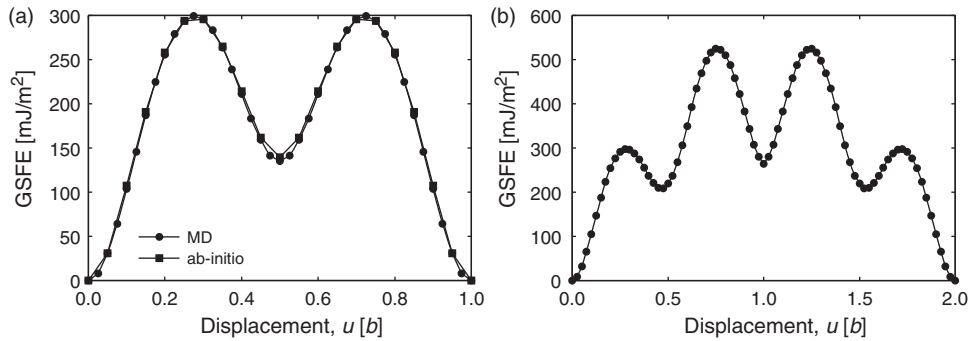 (a)
GSFE [mJ/m²]
300
250
200
150
100
50
0
MD
ab-initio
0.0 0.2 0.4 0.6 0.8 1.0
Displacement, u [b]
(b)
GSFE [mJ/m²]
600
500
400
300
200
100
0
0.0 0.5 1.0 1.5 2.0
Displacement, u [b]